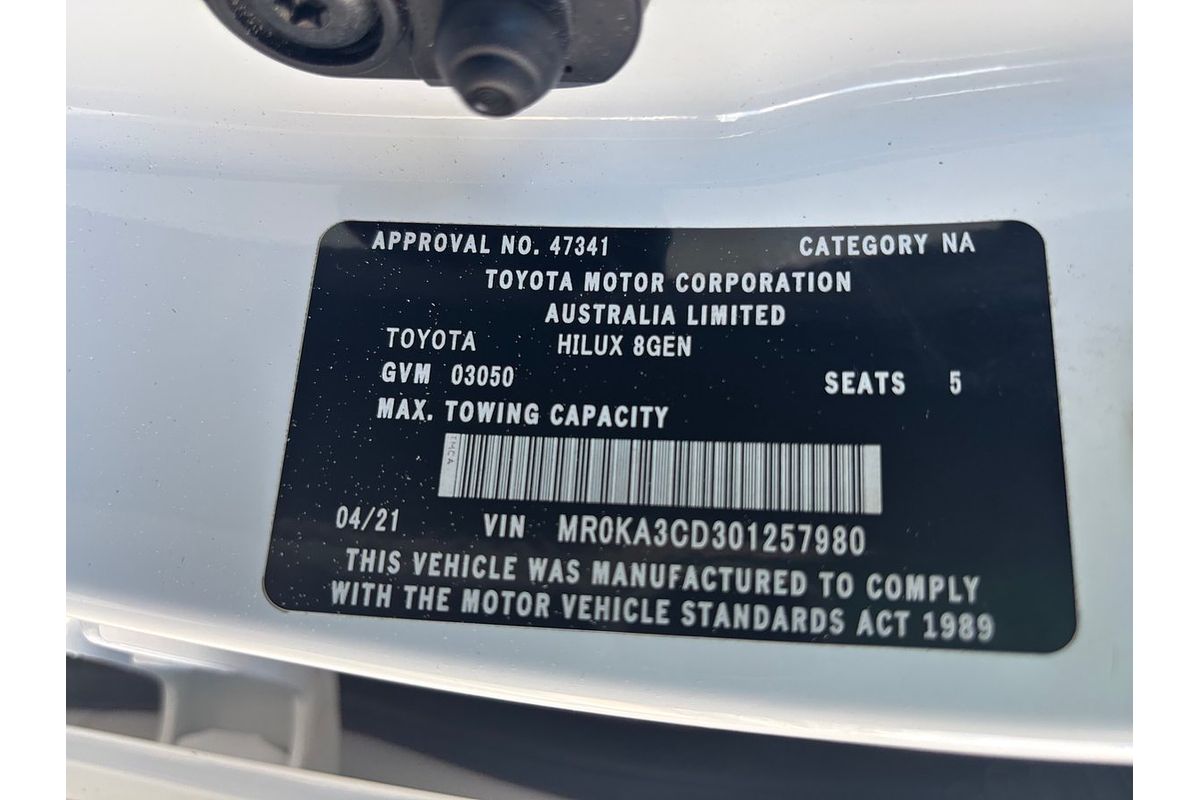 APPROVAL NO. 47341 CATEGORY NA
TOYOTA MOTOR CORPORATION
AUSTRALIA LIMITED
TOYOTA HILUX 8GEN
GVM 03050 SEATS 5
MAX. TOWING CAPACITY
TMCA
04/21 VIN MR0KA3CD301257980
THIS VEHICLE WAS MANUFACTURED TO COMPLY
WITH THE MOTOR VEHICLE STANDARDS ACT 1989